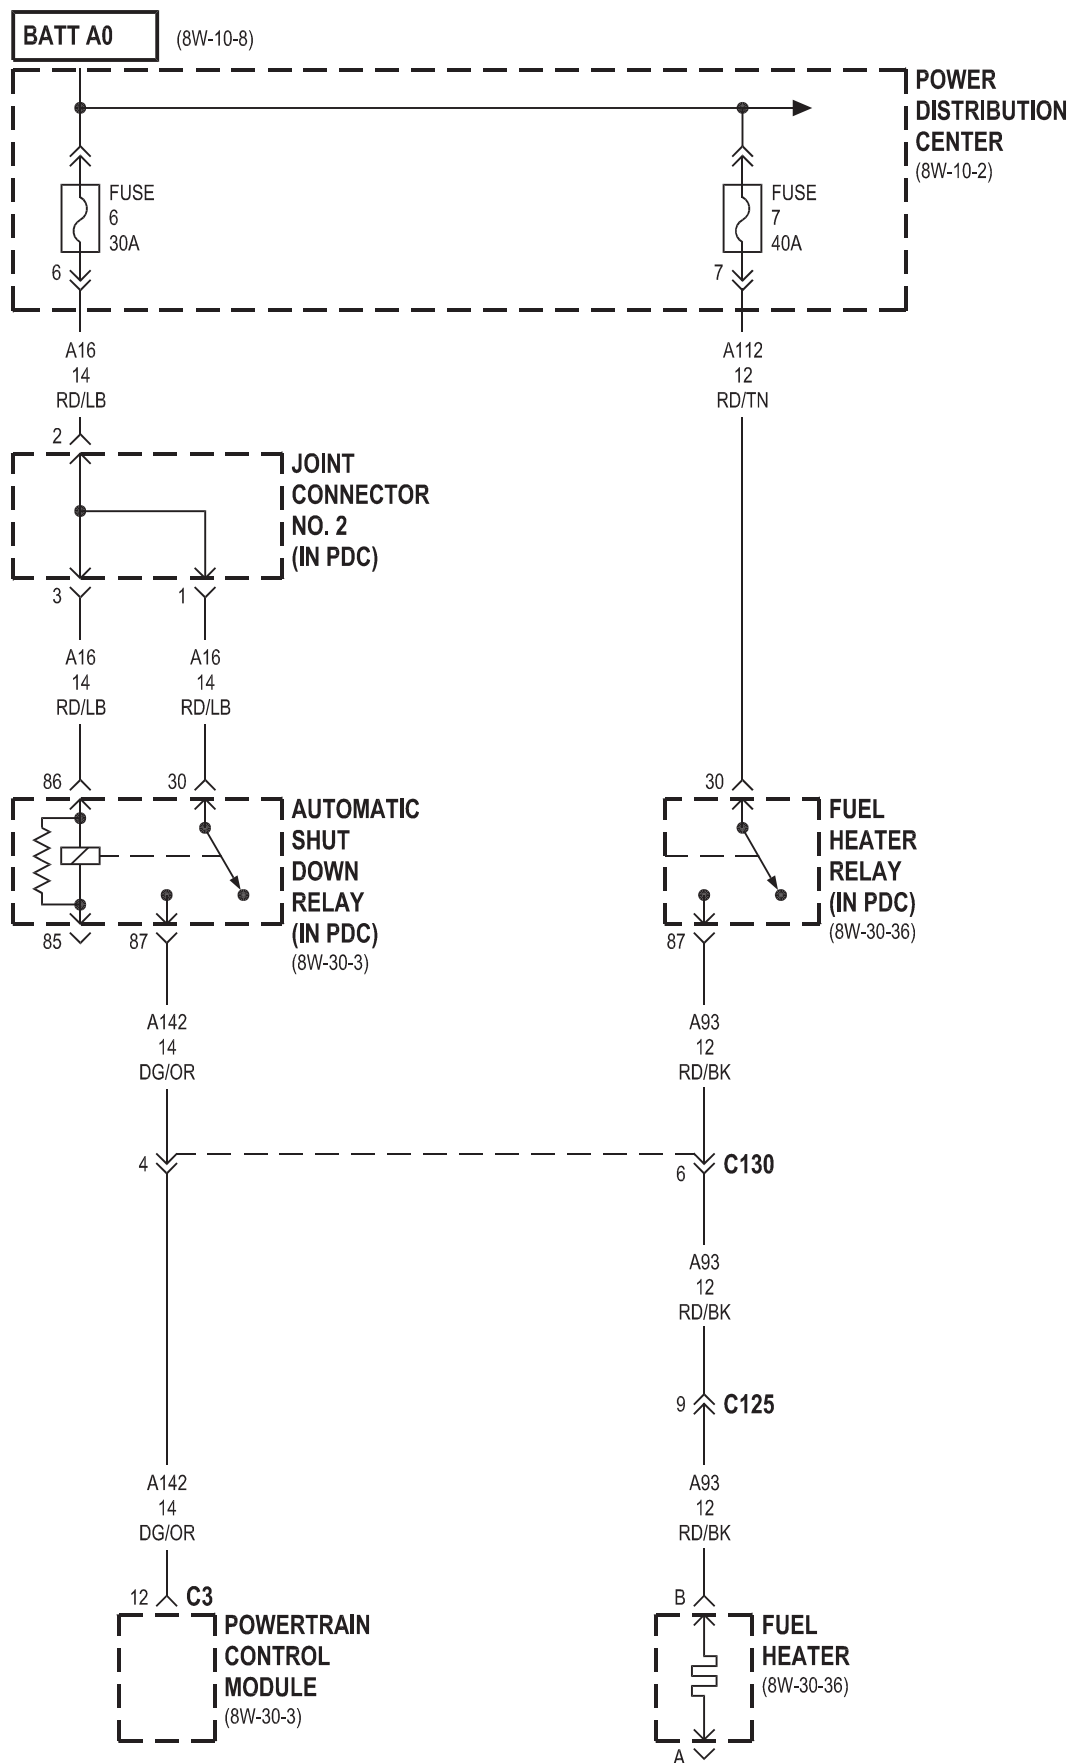 BATT A0
(8W-10-8)
POWER
DISTRIBUTION
CENTER
(8W-10-2)
FUSE
6
30A
6
FUSE
7
40A
7
A16
14
RD/LB
2
A112
12
RD/TN
JOINT
CONNECTOR
NO. 2
(IN PDC)
3
1
A16
14
RD/LB
A16
14
RD/LB
86
30
AUTOMATIC
SHUT
DOWN
RELAY
(IN PDC)
(8W-30-3)
85
87
30
FUEL
HEATER
RELAY
(IN PDC)
(8W-30-36)
87
A142
14
DG/OR
A93
12
RD/BK
4
6
C130
A93
12
RD/BK
9
C125
A142
14
DG/OR
A93
12
RD/BK
12
C3
POWERTRAIN
CONTROL
MODULE
(8W-30-3)
B
FUEL
HEATER
(8W-30-36)
A